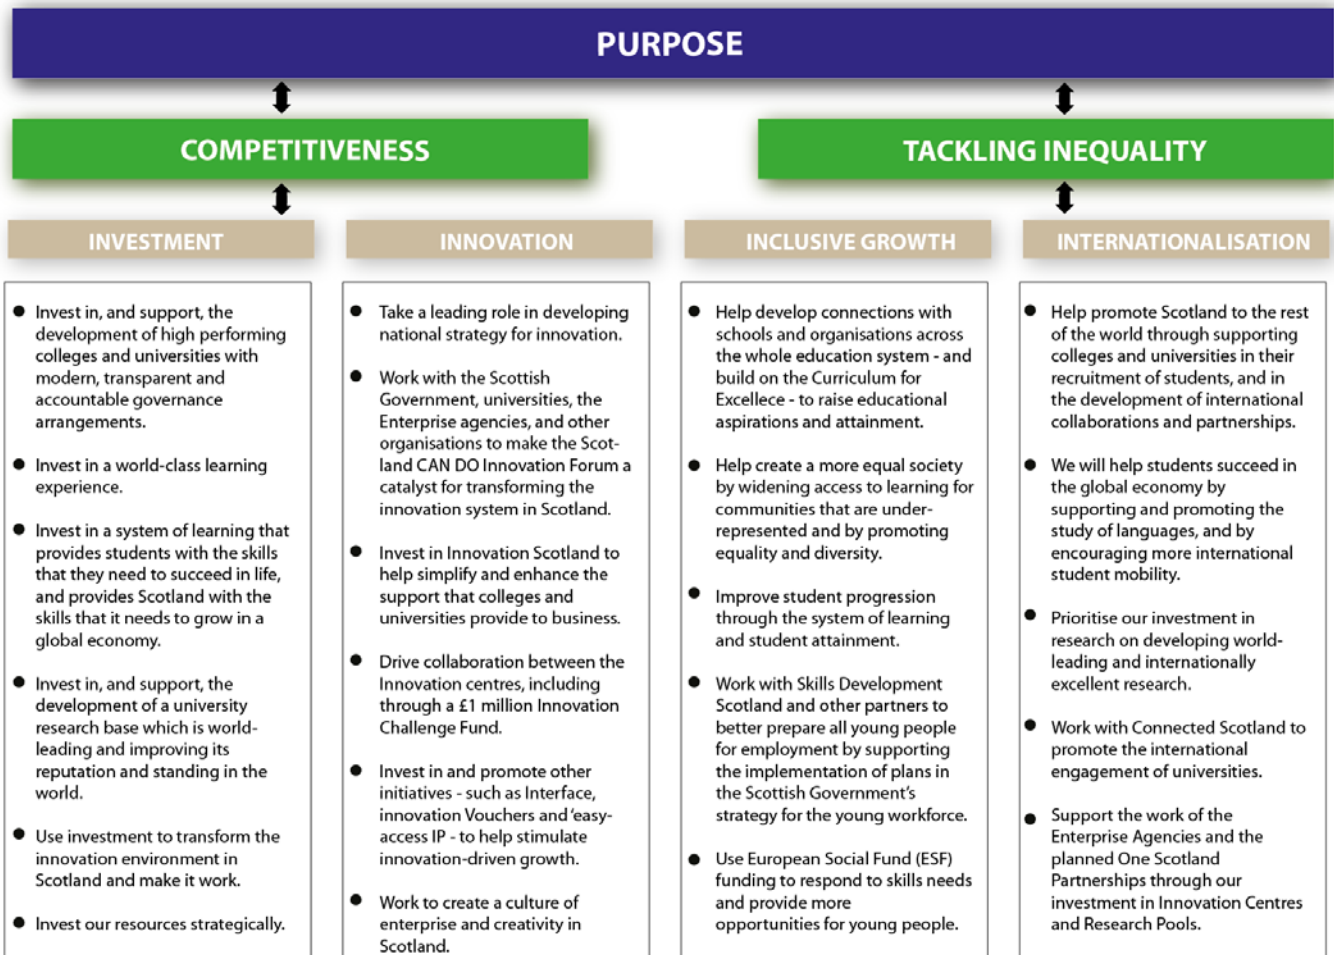 PURPOSE
COMPETITIVENESS
TACKLING INEQUALITY
INVESTMENT
● Invest in, and support, the
development of high performing
colleges and universities with
modern, transparent and
accountable governance
arrangements.
● Invest in a world-class learning
experience.
● Invest in a system of learning that
provides students with the skills
that they need to succeed in life,
and provides Scotland with the
skills that it needs to grow in a
global economy.
● Invest in, and support, the
development of a university
research base which is world-
leading and improving its
reputation and standing in the
world.
● Use investment to transform the
innovation environment in
Scotland and make it work.
● Invest our resources strategically.
INNOVATION
● Take a leading role in developing
national strategy for innovation.
● Work with the Scottish
Government, universities, the
Enterprise agencies, and other
organisations to make the Scot-
land CAN DO Innovation Forum a
catalyst for transforming the
innovation system in Scotland.
● Invest in Innovation Scotland to
help simplify and enhance the
support that colleges and
universities provide to business.
● Drive collaboration between the
Innovation centres, including
through a £1 million Innovation
Challenge Fund.
● Invest in and promote other
initiatives - such as Interface,
innovation Vouchers and ‘easy-
access IP - to help stimulate
innovation-driven growth.
● Work to create a culture of
enterprise and creativity in
Scotland.
INCLUSIVE GROWTH
● Help develop connections with
schools and organisations across
the whole education system - and
build on the Curriculum for
Excellece - to raise educational
aspirations and attainment.
● Help create a more equal society
by widening access to learning for
communities that are under-
represented and by promoting
equality and diversity.
● Improve student progression
through the system of learning
and student attainment.
● Work with Skills Development
Scotland and other partners to
better prepare all young people
for employment by supporting
the implementation of plans in
the Scottish Government’s
strategy for the young workforce.
● Use European Social Fund (ESF)
funding to respond to skills needs
and provide more
opportunities for young people.
INTERNATIONALISATION
● Help promote Scotland to the rest
of the world through supporting
colleges and universities in their
recruitment of students, and in
the development of international
collaborations and partnerships.
● We will help students succeed in
the global economy by
supporting and promoting the
study of languages, and by
encouraging more international
student mobility.
● Prioritise our investment in
research on developing world-
leading and internationally
excellent research.
● Work with Connected Scotland to
promote the international
engagement of universities.
● Support the work of the
Enterprise Agencies and the
planned One Scotland
Partnerships through our
investment in Innovation Centres
and Research Pools.